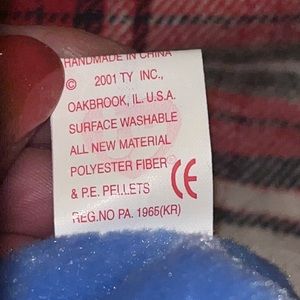 HANDMADE IN CHINA
© 2001 TY INC.,
OAKBROOK, IL. U.S.A.
SURFACE WASHABLE
ALL NEW MATERIAL
POLYESTER FIBER
& P.E. PELLETS CE
REG.NO PA. 1965(KR)